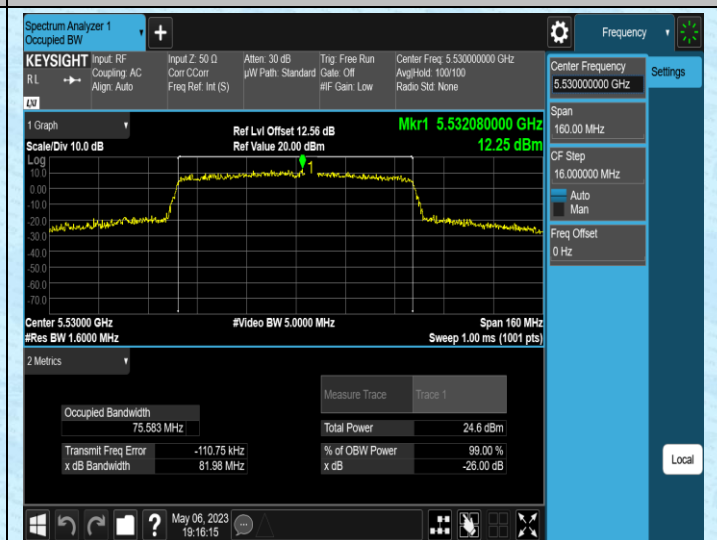 Spectrum Analyzer 1
Occupied BW
+
Frequency
KEYSIGHT
R L
LXI
Input: RF
Coupling: AC
Align: Auto
Input Z: 50 Ω
Corr CCorr
Freq Ref: Int (S)
Atten: 30 dB
µW Path: Standard
Trig: Free Run
Gate: Off
#IF Gain: Low
Center Freq: 5.530000000 GHz
Avg|Hold: 100/100
Radio Std: None
Center Frequency
5.530000000 GHz
Settings
Span
160.00 MHz
CF Step
16.000000 MHz
Auto
Man
Freq Offset
0 Hz
1 Graph
Scale/Div 10.0 dB
Ref Lvl Offset 12.56 dB
Ref Value 20.00 dBm
Mkr1 5.532080000 GHz
12.25 dBm
Log
10.0
0.00
-10.0
-20.0
-30.0
-40.0
-50.0
-60.0
-70.0
1
Center 5.53000 GHz
#Res BW 1.6000 MHz
#Video BW 5.0000 MHz
Span 160 MHz
Sweep 1.00 ms (1001 pts)
2 Metrics
Measure Trace Trace 1
Occupied Bandwidth
75.583 MHz
Total Power 24.6 dBm
Transmit Freq Error -110.75 kHz
% of OBW Power 99.00 %
x dB Bandwidth 81.98 MHz
x dB -26.00 dB
Local
?
May 06, 2023
19:16:15